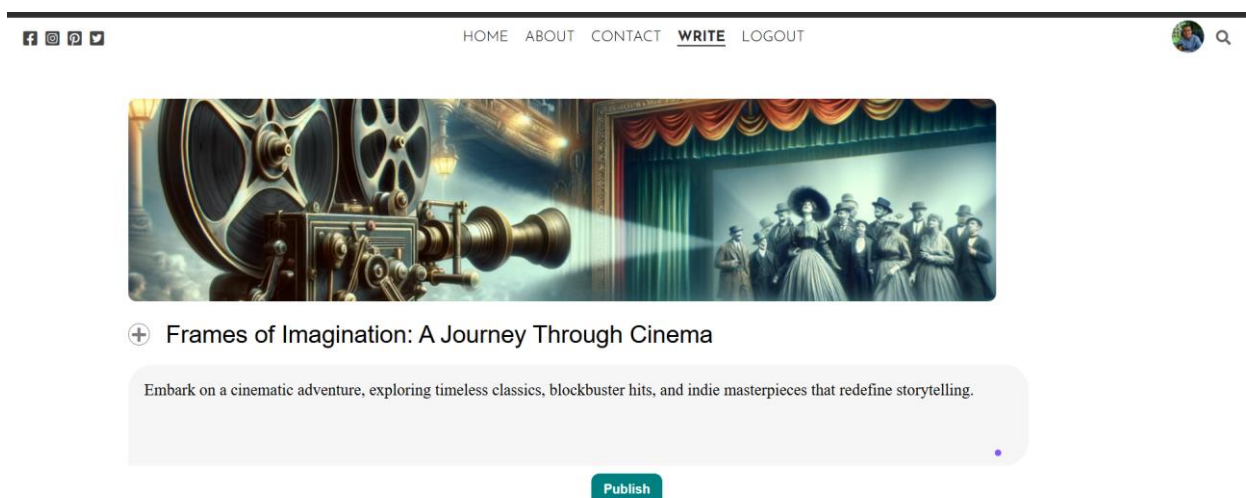 HOME ABOUT CONTACT WRITE LOGOUT
Frames of Imagination: A Journey Through Cinema
Embark on a cinematic adventure, exploring timeless classics, blockbuster hits, and indie masterpieces that redefine storytelling.
Publish